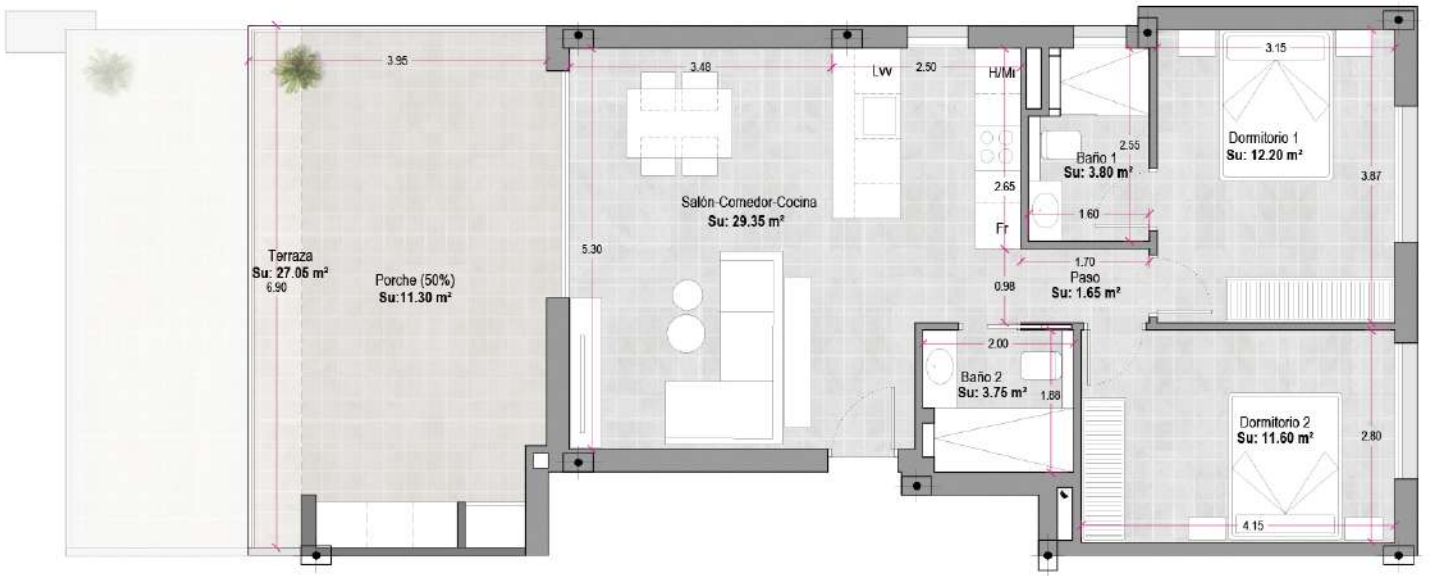 3.95
3.48
Lvv
2.50
H/Mi
3.15
Dormitorio 1
Su: 12.20 m²
2.55
Baño 1
Su: 3.80 m²
3.87
2.65
Salón-Comedor-Cocina
Su: 29.35 m²
1.60
Fr
5.30
Terraza
Su: 27.05 m²
6.90
Porche (50%)
Su:11.30 m²
1.70
Paso
Su: 1.65 m²
0.98
2.00
Baño 2
Su: 3.75 m²
1.88
Dormitorio 2
Su: 11.60 m²
2.80
4.15